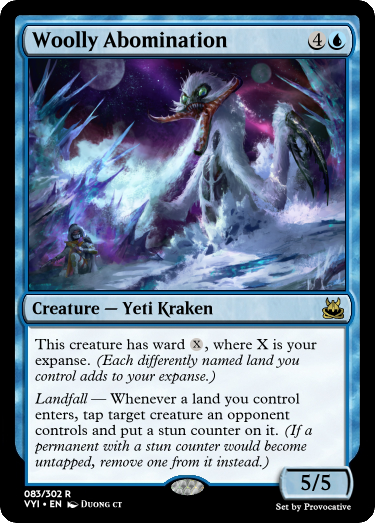 Woolly Abomination 4
Creature — Yeti Kraken
This creature has ward X, where X is your
expanse. (Each differently named land you
control adds to your expanse.)
Landfall — Whenever a land you control
enters, tap target creature an opponent
controls and put a stun counter on it. (If a
permanent with a stun counter would become
untapped, remove one from it instead.)
5/5
083/302 R
VYI • EN Duong ct
Set by Provocative